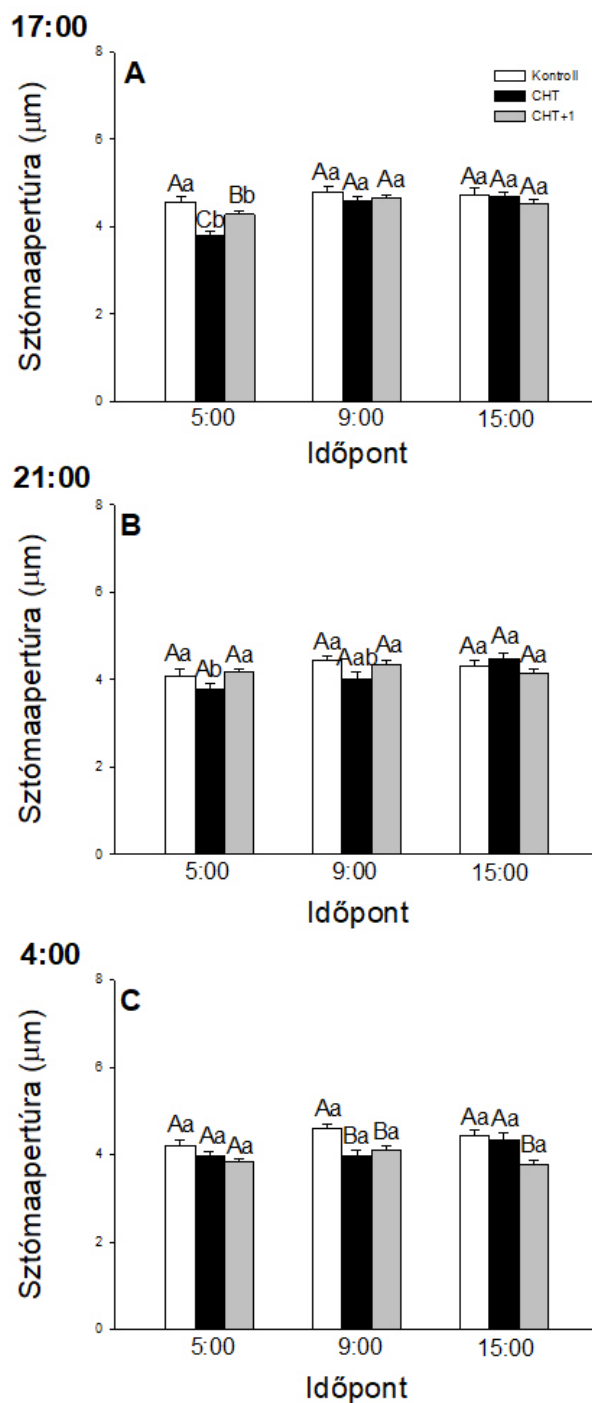 17:00
A
Kontroll
CHT
CHT+1
Sztómaapertúra (μm)
8
6
4
2
0
Aa Cb Bb Aa Aa Aa Aa Aa Aa
5:00 9:00 15:00
Időpont
21:00
B
Sztómaapertúra (μm)
8
6
4
2
0
Aa Ab Aa Aa Aab Aa Aa Aa Aa
5:00 9:00 15:00
Időpont
4:00
C
Sztómaapertúra (μm)
8
6
4
2
0
Aa Aa Aa Aa Ba Ba Aa Aa Ba
5:00 9:00 15:00
Időpont